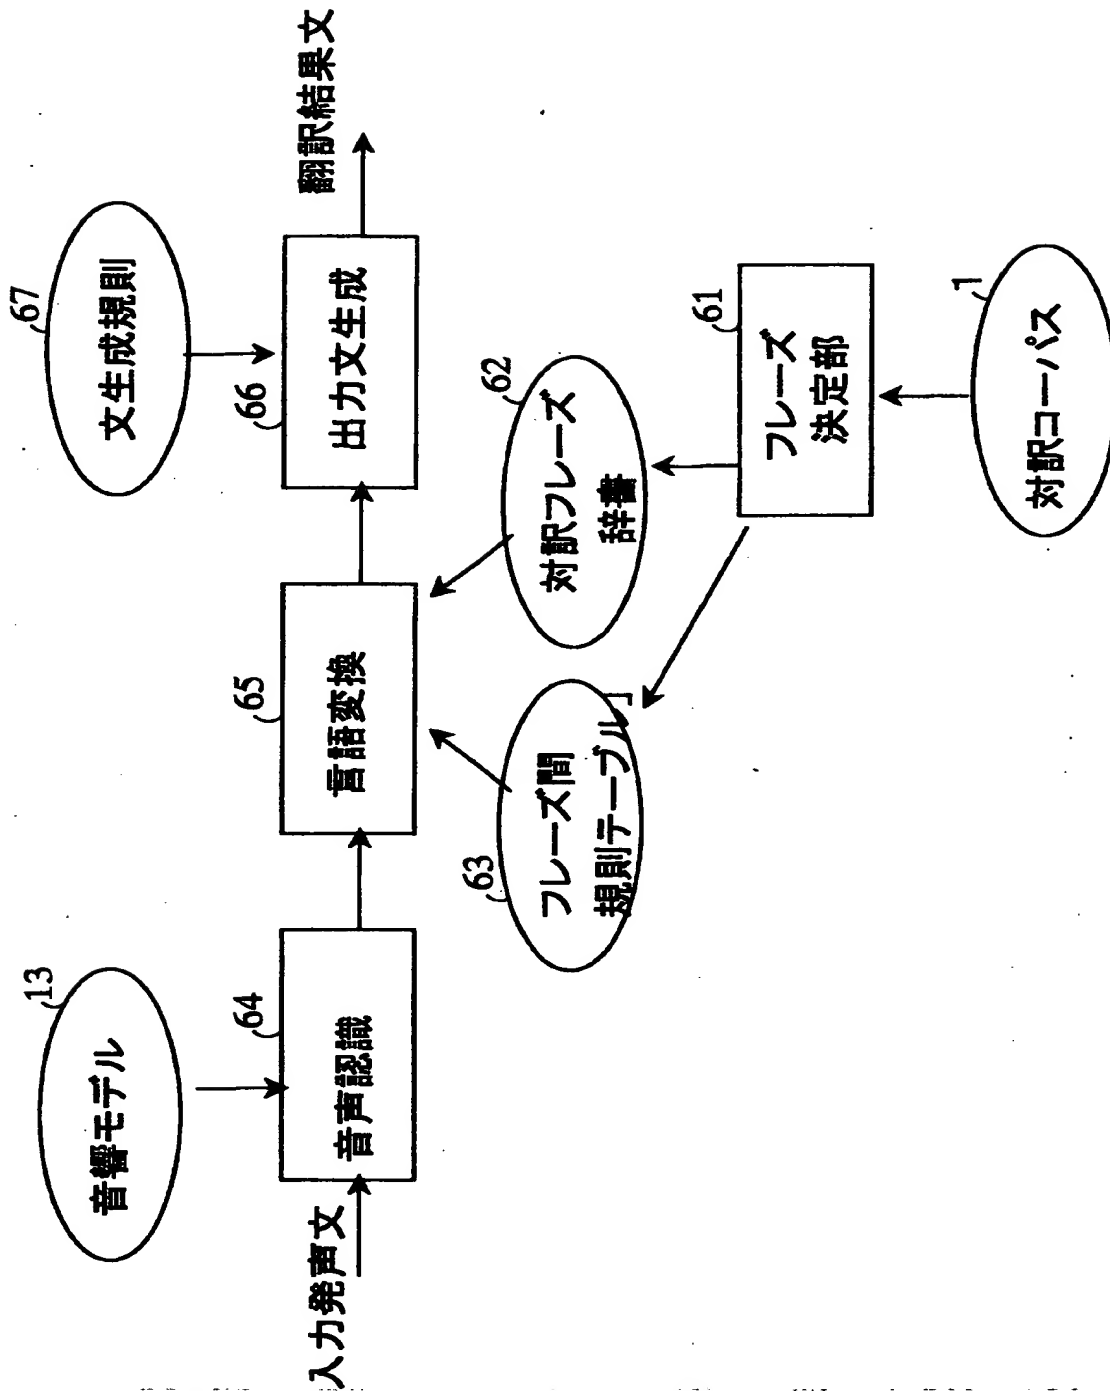 13
音響モデル
67
文生成規則
入力発声文
64
音声認識
65
言語変換
66
出力文生成
翻訳結果文
63
フレーズ間
規則テーブル]
62
対訳フレーズ
辞書
61
フレーズ
決定部
1
対訳コーパス